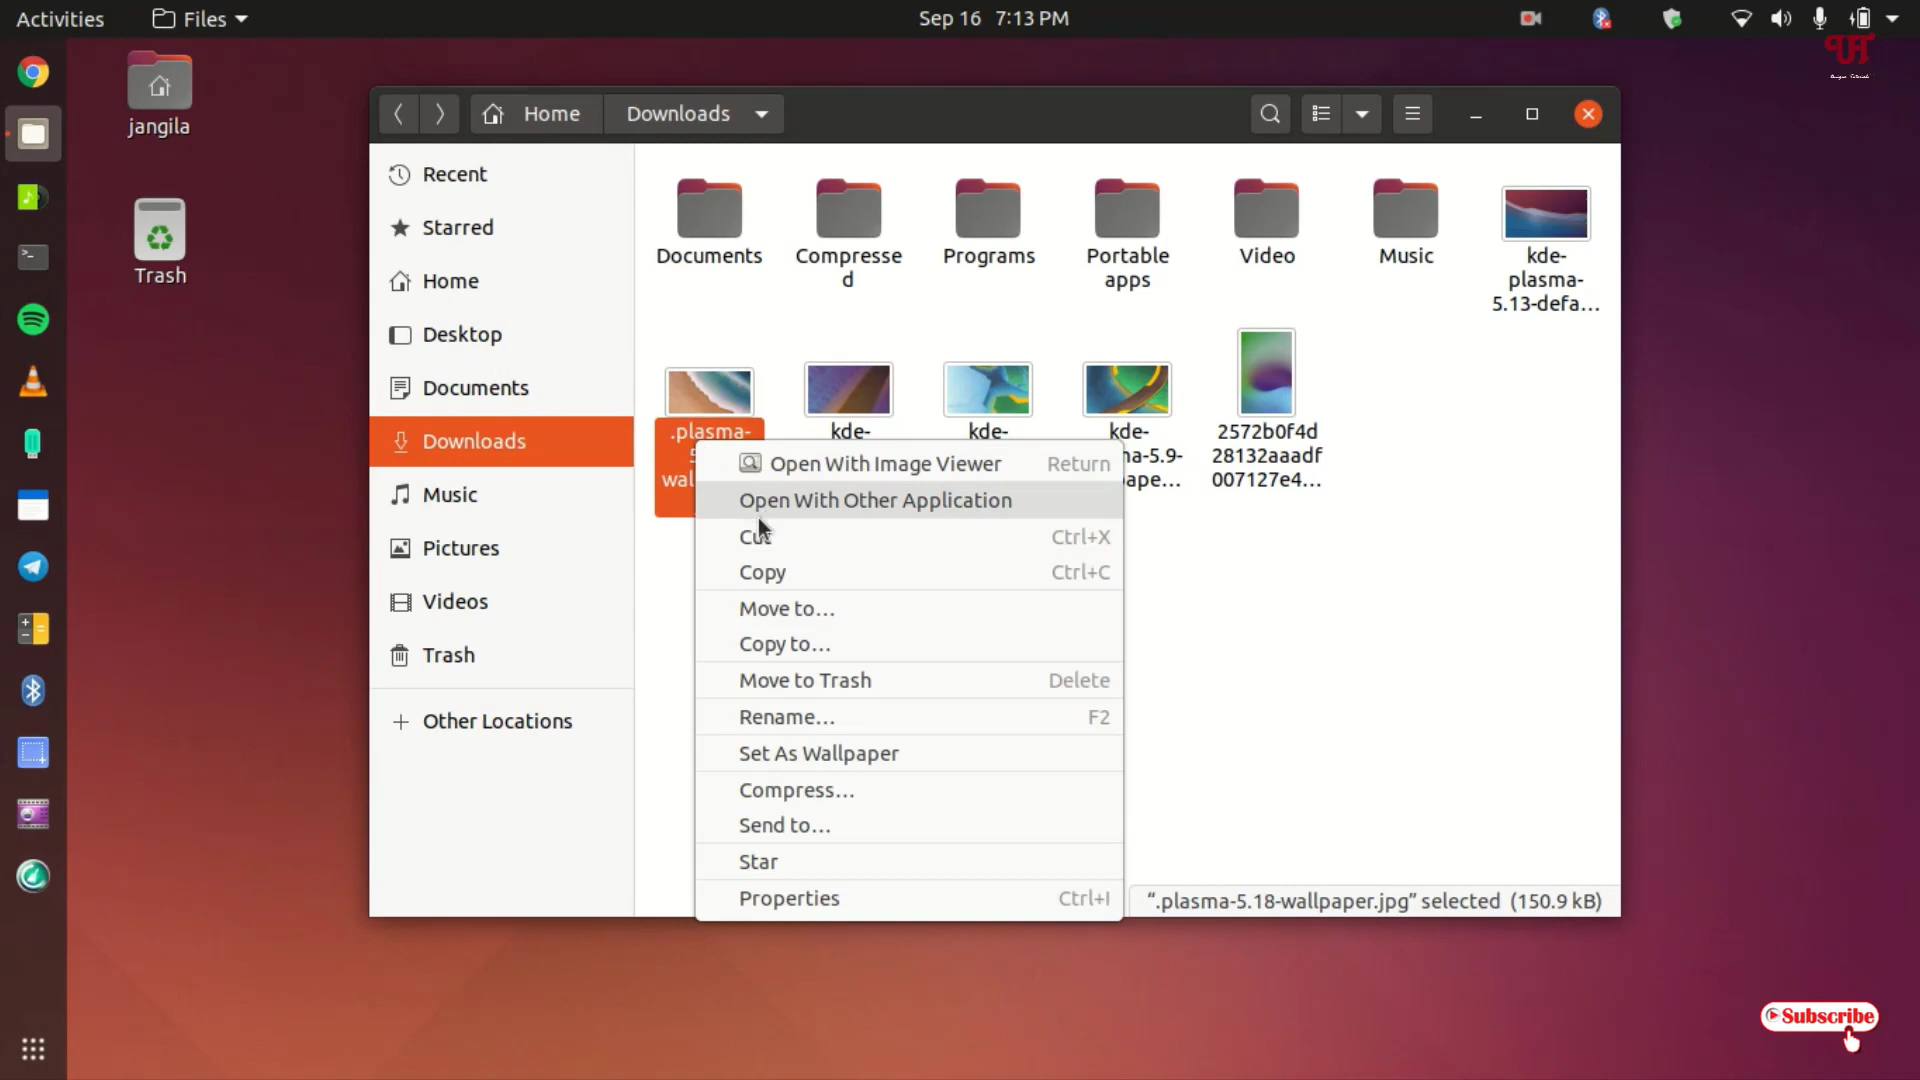 Activities
Files
Sep 16 7:13 PM
jangila
Trash
Home
Downloads
Recent
Starred
Home
Desktop
Documents
Downloads
Music
Pictures
Videos
Trash
Other Locations
Documents
Compresse
d
Programs
Portable
apps
Video
Music
kde-
plasma-
5.13-defa...
.plasma-
kde-
kde-
kde-
2572b0f4d
28132aaadf
007127e4...
Open With Image Viewer Return
Open With Other Application
Cut Ctrl+X
Copy Ctrl+C
Move to...
Copy to...
Move to Trash Delete
Rename... F2
Set As Wallpaper
Compress...
Send to...
Star
Properties Ctrl+I
“.plasma-5.18-wallpaper.jpg” selected (150.9 kB)
Subscribe